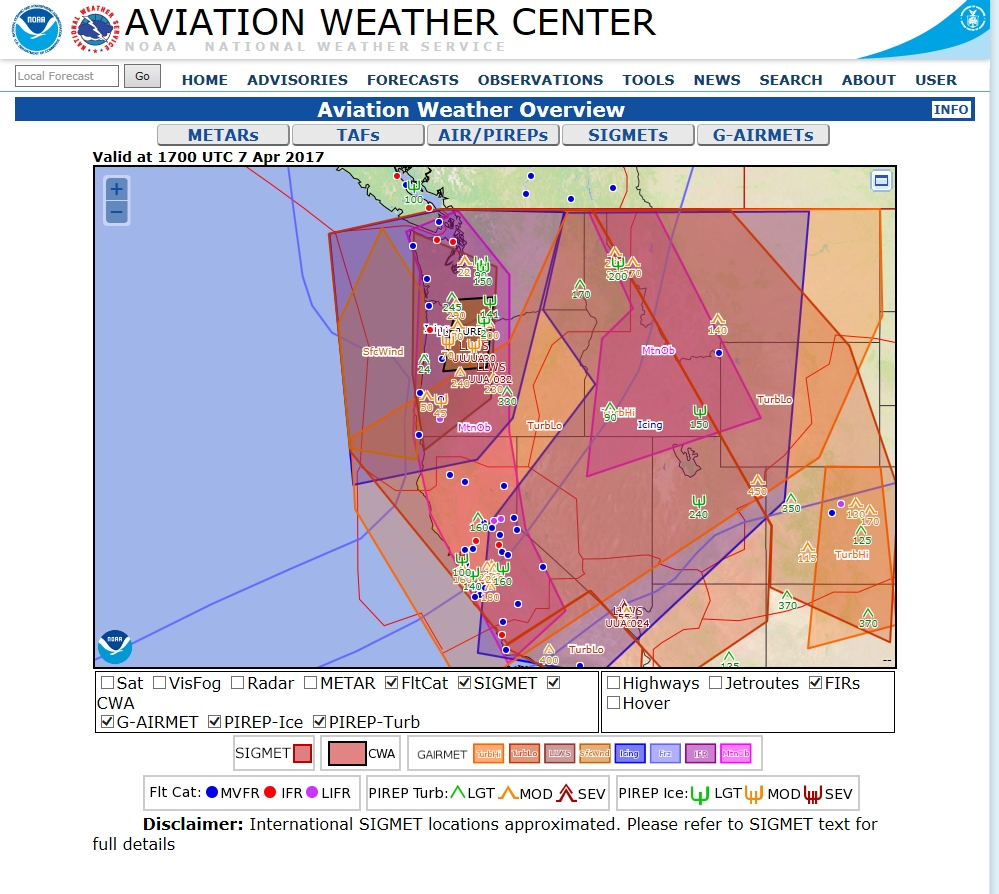 AVIATION WEATHER CENTER
NOAA NATIONAL WEATHER SERVICE
Local Forecast Go HOME ADVISORIES FORECASTS OBSERVATIONS TOOLS NEWS SEARCH ABOUT USER
Aviation Weather Overview INFO
METARs TAFs AIR/PIREPs SIGMETs G-AIRMETs
Valid at 1700 UTC 7 Apr 2017
+
−
100
22
150
200
70
170
245
141
140
SfcWind
MtnOb
24
LLWS
UUA/032
240
330
TurbLo
50
45
MtnOb
TurbLo
90
TurbHi
Icing
150
450
240
350
160
130
170
125
115
TurbHi
100
140
160
180
370
370
LLWS
UUA/024
400
TurbLo
135
NOAA
--
Sat VisFog Radar METAR FltCat SIGMET
CWA
G-AIRMET PIREP-Ice PIREP-Turb
Highways Jetroutes FIRs
Hover
SIGMET CWA GAIRMET TurbHi TurbLo LLWS SfcWnd Icing Frz IFR MtnOb
Flt Cat: MVFR IFR LIFR PIREP Turb: LGT MOD SEV PIREP Ice: LGT MOD SEV
Disclaimer: International SIGMET locations approximated. Please refer to SIGMET text for
full details